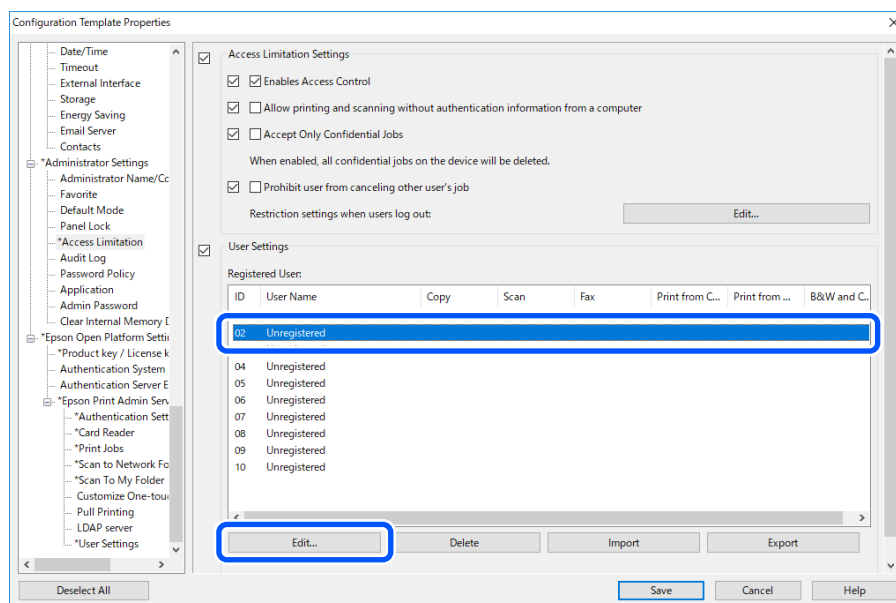 Configuration Template Properties
Date/Time
Timeout
External Interface
Storage
Energy Saving
Email Server
Contacts
*Administrator Settings
Administrator Name/Cc
Favorite
Default Mode
Panel Lock
*Access Limitation
Audit Log
Password Policy
Application
Admin Password
Clear Internal Memory D
*Epson Open Platform Settin
*Product key / License k
Authentication System
Authentication Server E
*Epson Print Admin Serv
*Authentication Sett
*Card Reader
*Print Jobs
*Scan to Network Fo
*Scan To My Folder
Customize One-touc
Pull Printing
LDAP server
*User Settings
Deselect All
Access Limitation Settings
Enables Access Control
Allow printing and scanning without authentication information from a computer
Accept Only Confidential Jobs
When enabled, all confidential jobs on the device will be deleted.
Prohibit user from canceling other user's job
Restriction settings when users log out: Edit...
User Settings
Registered User:
ID User Name Copy Scan Fax Print from C... Print from ... B&W and C..
02 Unregistered
04 Unregistered
05 Unregistered
06 Unregistered
07 Unregistered
08 Unregistered
09 Unregistered
10 Unregistered
Edit... Delete Import Export
Save Cancel Help